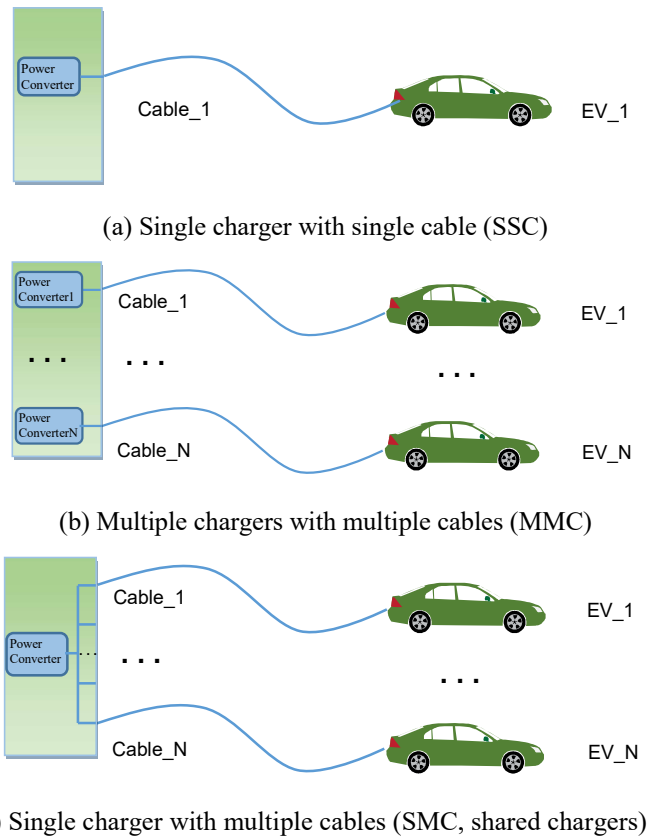 Power
Converter
Cable_1
EV_1
(a) Single charger with single cable (SSC)
Power
Converter1
Cable_1
EV_1
. . .
. . .
. . .
Power
ConverterN
Cable_N
EV_N
(b) Multiple chargers with multiple cables (MMC)
Cable_1
EV_1
Power
Converter
...
. . .
. . .
Cable_N
EV_N
) Single charger with multiple cables (SMC, shared chargers)